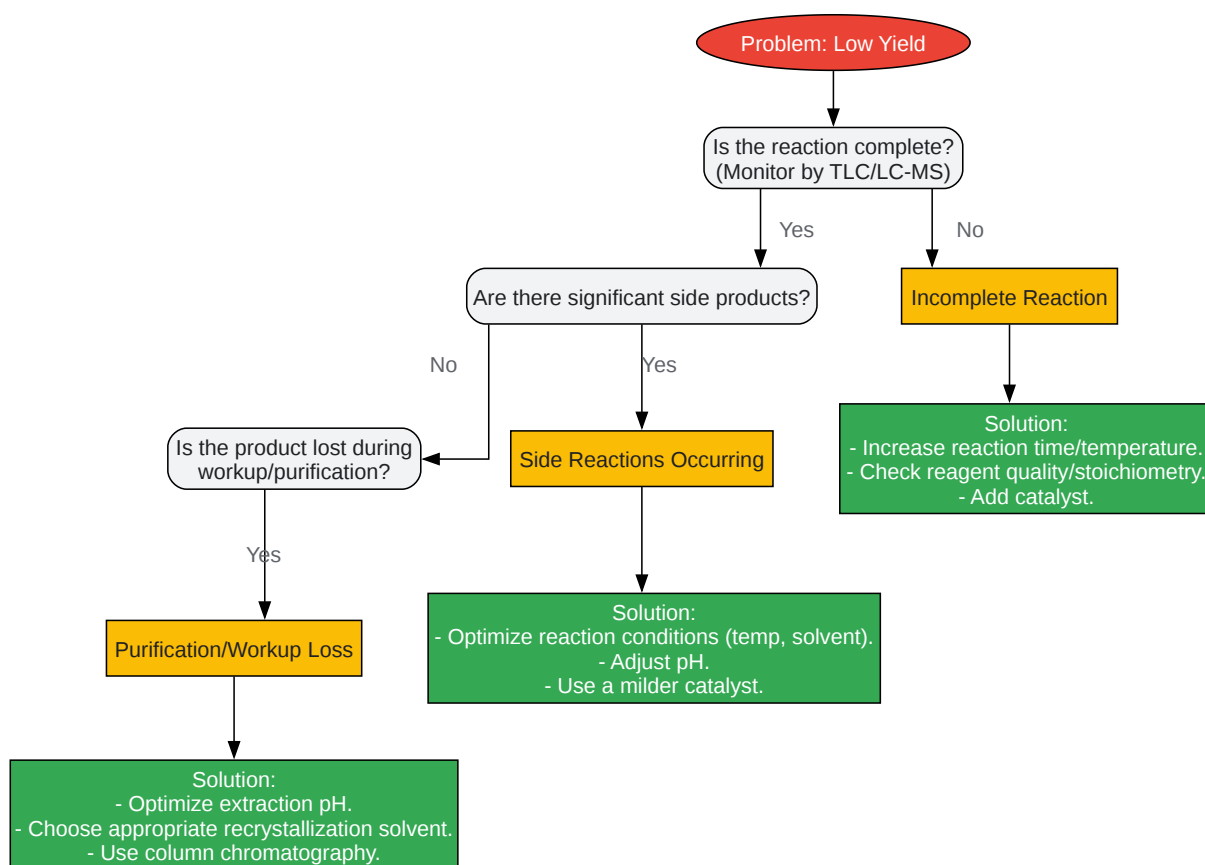 Problem: Low Yield
Is the reaction complete?
(Monitor by TLC/LC-MS)
Yes
No
Are there significant side products?
Incomplete Reaction
No
Yes
Solution:
- Increase reaction time/temperature.
- Check reagent quality/stoichiometry.
- Add catalyst.
Is the product lost during
workup/purification?
Side Reactions Occurring
Yes
Solution:
- Optimize reaction conditions (temp, solvent).
- Adjust pH.
- Use a milder catalyst.
Purification/Workup Loss
Solution:
- Optimize extraction pH.
- Choose appropriate recrystallization solvent.
- Use column chromatography.